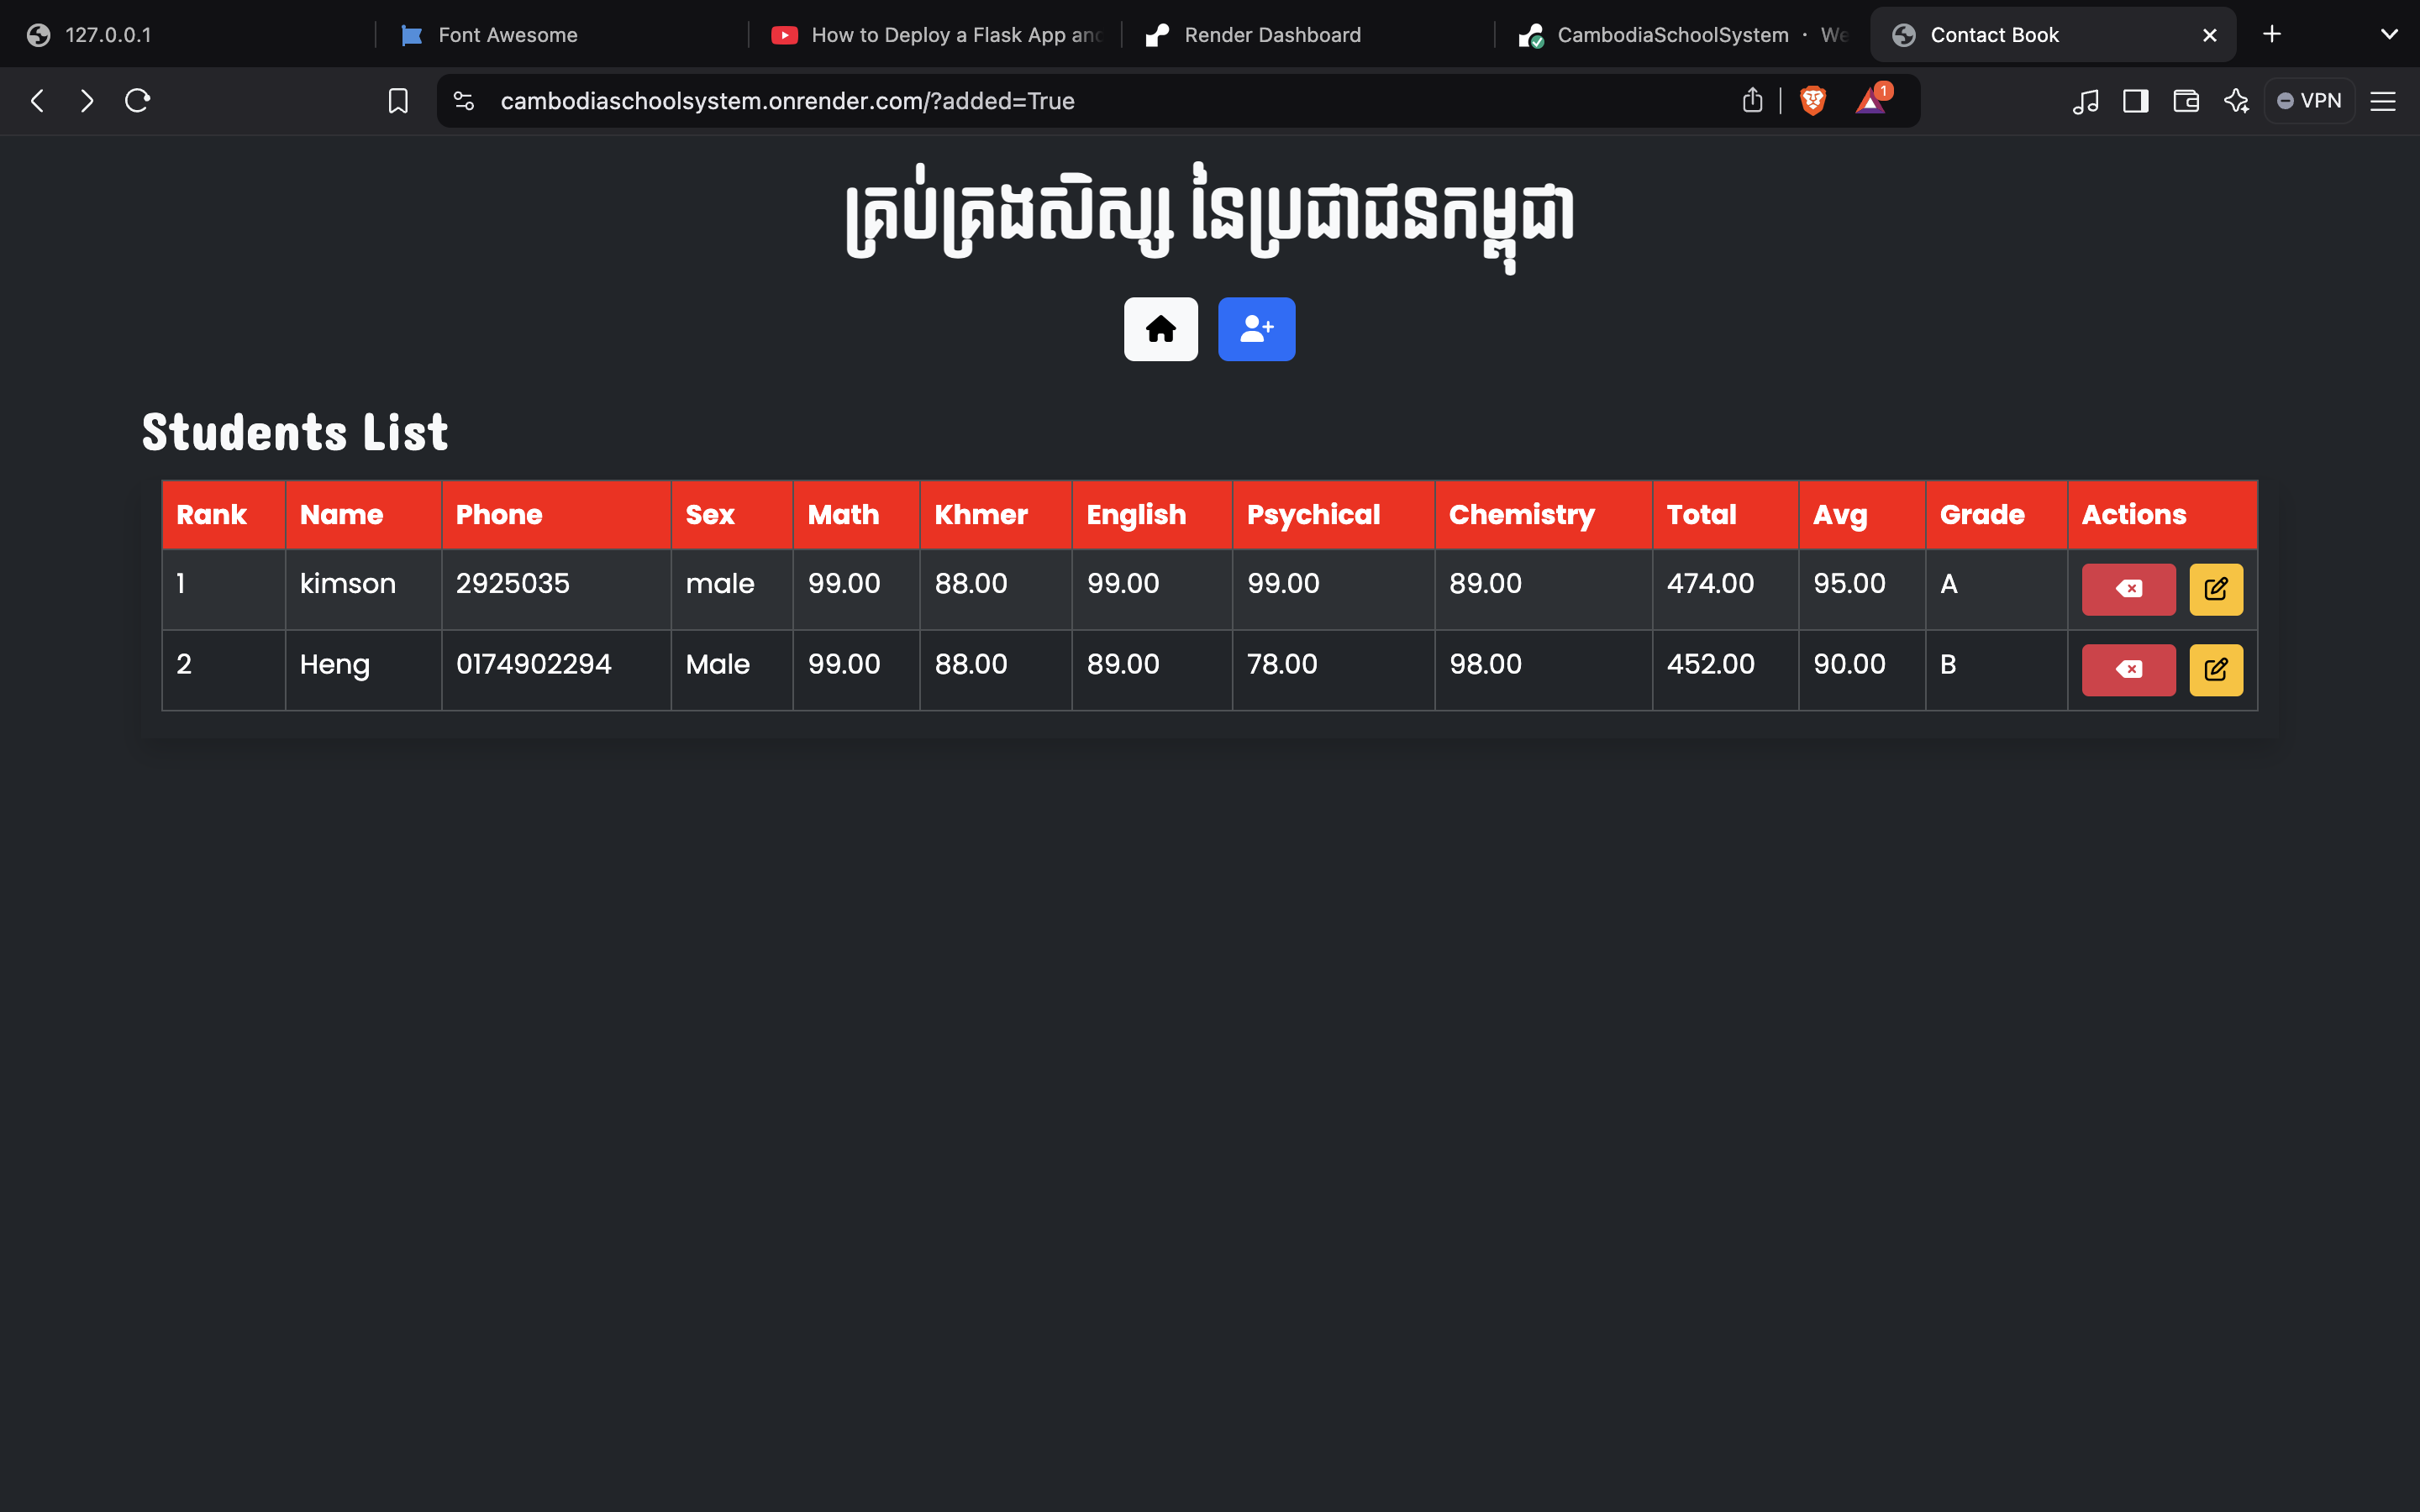 127.0.0.1 Font Awesome How to Deploy a Flask App and Render Dashboard CambodiaSchoolSystem · We Contact Book
cambodiaschoolsystem.onrender.com/?added=True 1 VPN
គ្រប់គ្រងសិស្ស នៃប្រជាជនកម្ពុជា
Students List
Rank Name Phone Sex Math Khmer English Psychical Chemistry Total Avg Grade Actions
1 kimson 2925035 male 99.00 88.00 99.00 99.00 89.00 474.00 95.00 A
2 Heng 0174902294 Male 99.00 88.00 89.00 78.00 98.00 452.00 90.00 B